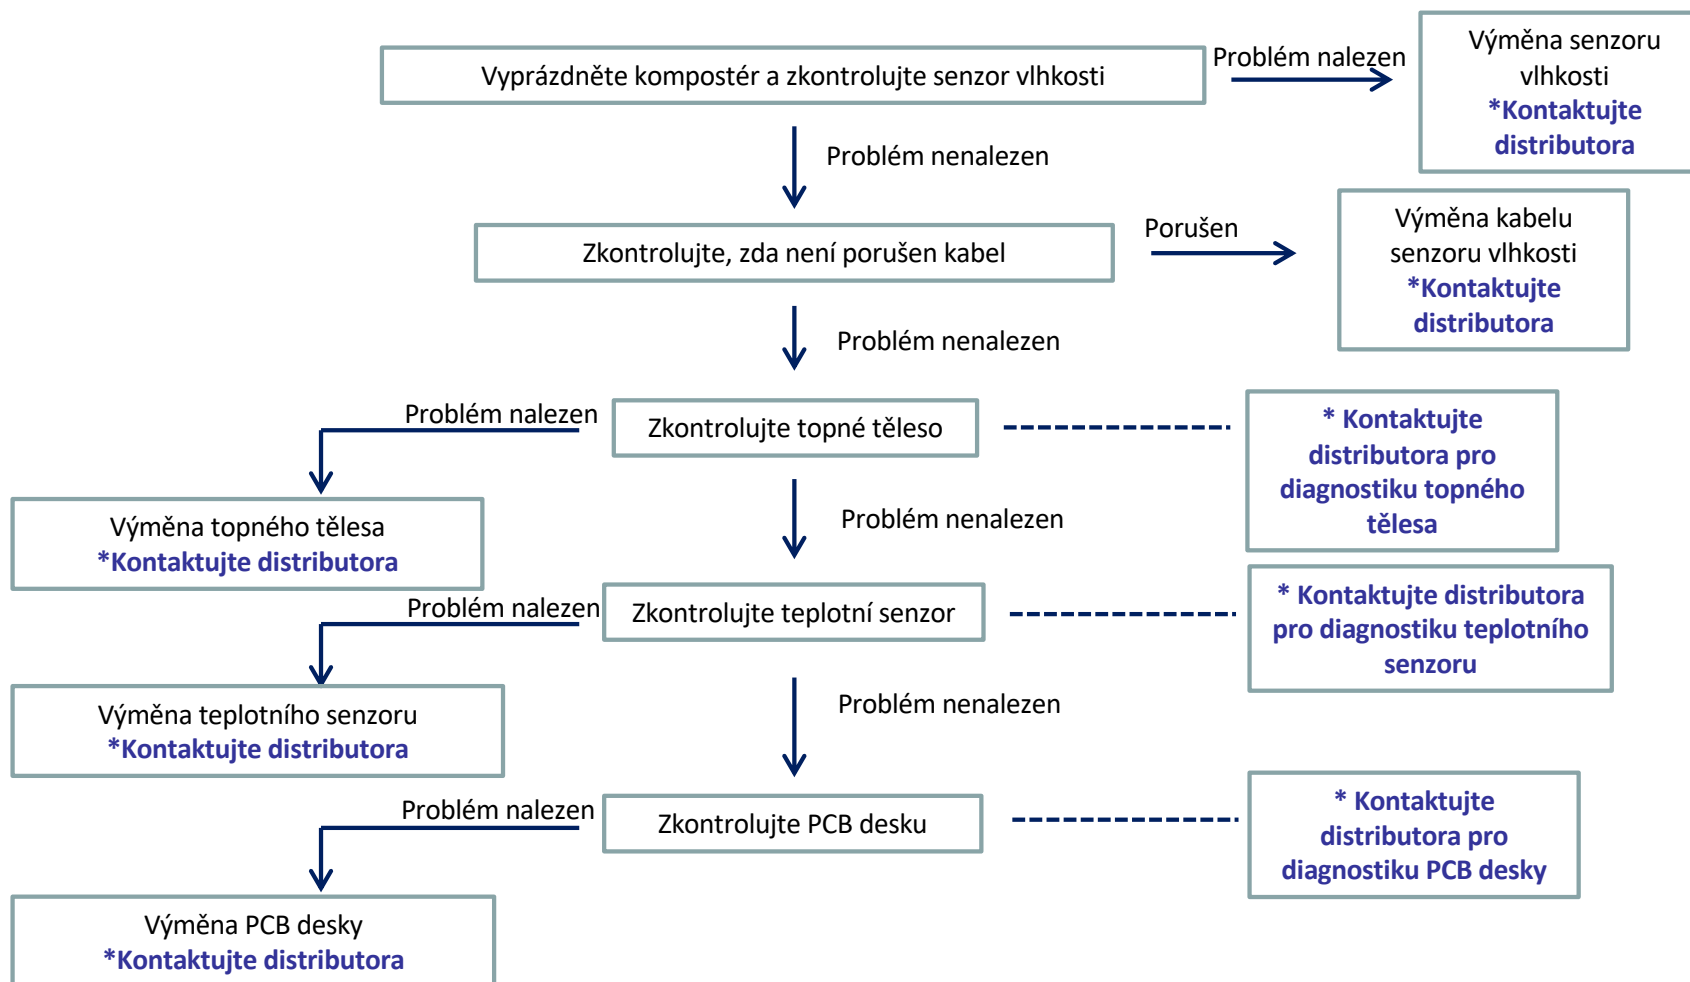 Vyprázdněte kompostér a zkontrolujte senzor vlhkosti
Problém nalezen
Výměna senzoru
vlhkosti
*Kontaktujte
distributora
Problém nenalezen
Zkontrolujte, zda není porušen kabel
Porušen
Výměna kabelu
senzoru vlhkosti
*Kontaktujte
distributora
Problém nenalezen
Problém nalezen
Zkontrolujte topné těleso
* Kontaktujte
distributora pro
diagnostiku topného
tělesa
Výměna topného tělesa
*Kontaktujte distributora
Problém nenalezen
Problém nalezen
Zkontrolujte teplotní senzor
* Kontaktujte distributora
pro diagnostiku teplotního
senzoru
Výměna teplotního senzoru
*Kontaktujte distributora
Problém nenalezen
Problém nalezen
Zkontrolujte PCB desku
* Kontaktujte
distributora pro
diagnostiku PCB desky
Výměna PCB desky
*Kontaktujte distributora